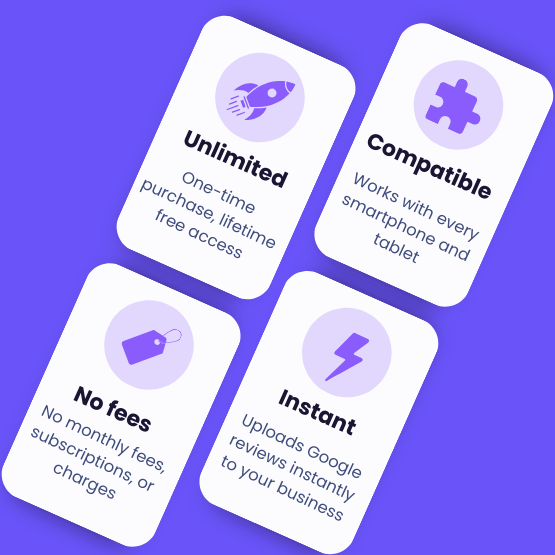 Unlimited
One-time
purchase, lifetime
free access
Compatible
Works with every
smartphone and
tablet
No fees
No monthly fees,
subscriptions, or
charges
Instant
Uploads Google
reviews instantly
to your business